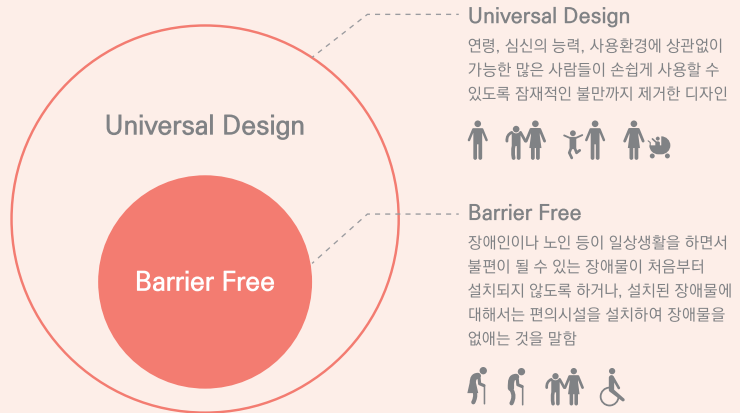 Universal Design
Barrier Free
Universal Design
연령, 심신의 능력, 사용환경에 상관없이
가능한 많은 사람들이 손쉽게 사용할 수
있도록 잠재적인 불만까지 제거한 디자인
Barrier Free
장애인이나 노인 등이 일상생활을 하면서
불편이 될 수 있는 장애물이 처음부터
설치되지 않도록 하거나, 설치된 장애물에
대해서는 편의시설을 설치하여 장애물을
없애는 것을 말함